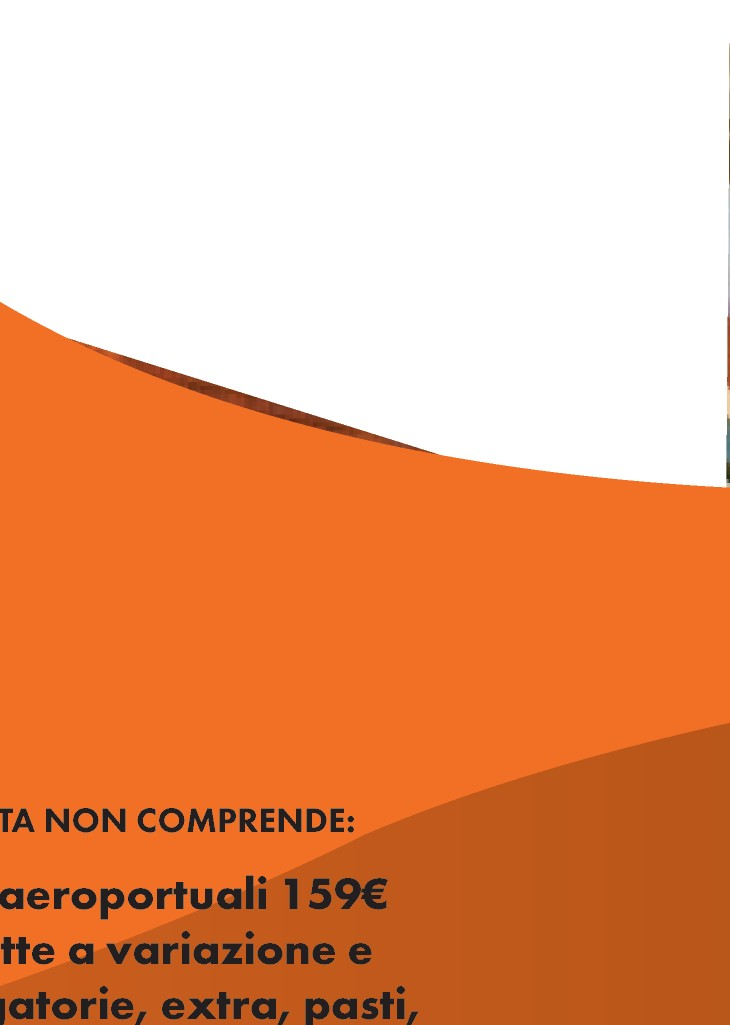 TA NON COMPRENDE:
aeroportuali 159€
tte a variazione e
gatorie, extra, pasti,